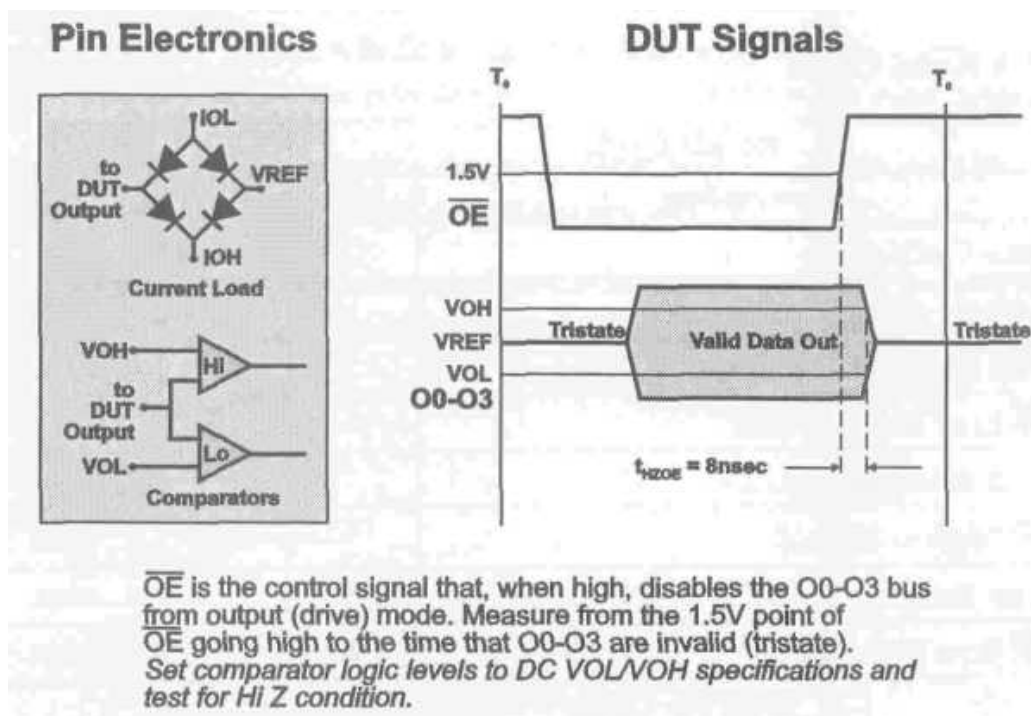 Pin Electronics
DUT Signals
IOL
to
DUT
Output
VREF
IOH
Current Load
VOH
Hi
to
DUT
Output
Lo
VOL
Comparators
T₀
T₀
1.5V
O̅E̅
VOH
Tristate
VREF
Valid Data Out
Tristate
VOL
O0-O3
tHZOE = 8nsec
O̅E̅ is the control signal that, when high, disables the O0-O3 bus
from output (drive) mode. Measure from the 1.5V point of
O̅E̅ going high to the time that O0-O3 are invalid (tristate).
Set comparator logic levels to DC VOL/VOH specifications and
test for Hi Z condition.